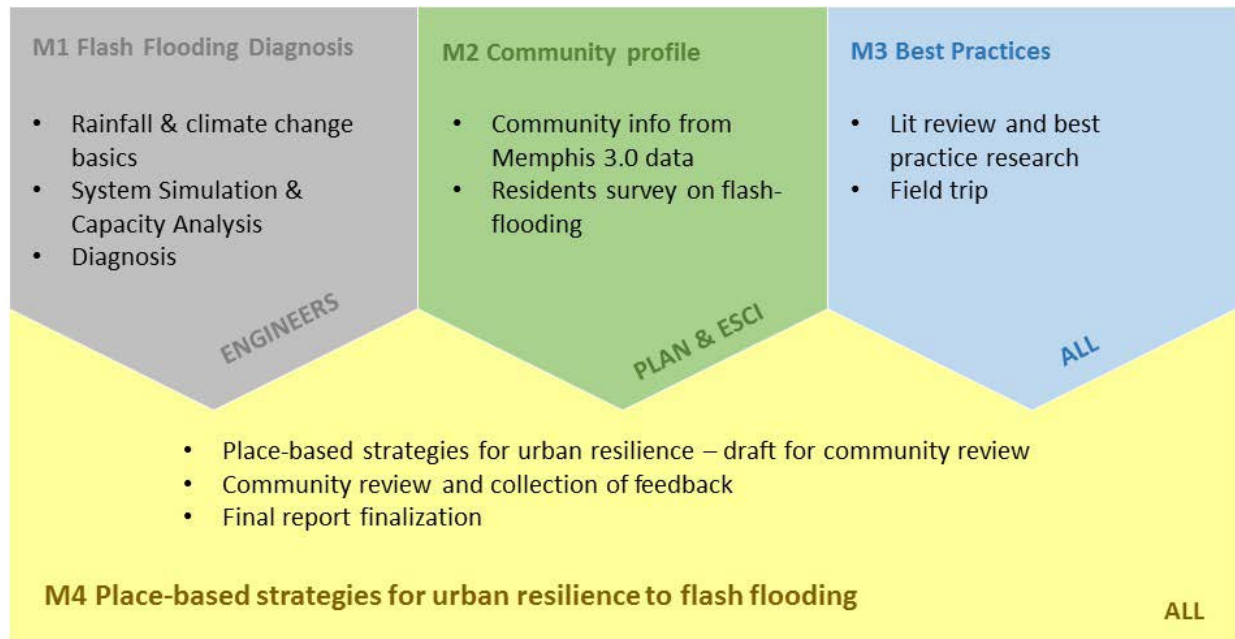 M1 Flash Flooding Diagnosis
• Rainfall & climate change
basics
• System Simulation &
Capacity Analysis
• Diagnosis
ENGINEERS
M2 Community profile
• Community info from
Memphis 3.0 data
• Residents survey on flash-
flooding
PLAN & ESCI
M3 Best Practices
• Lit review and best
practice research
• Field trip
ALL
• Place-based strategies for urban resilience – draft for community review
• Community review and collection of feedback
• Final report finalization
M4 Place-based strategies for urban resilience to flash flooding
ALL